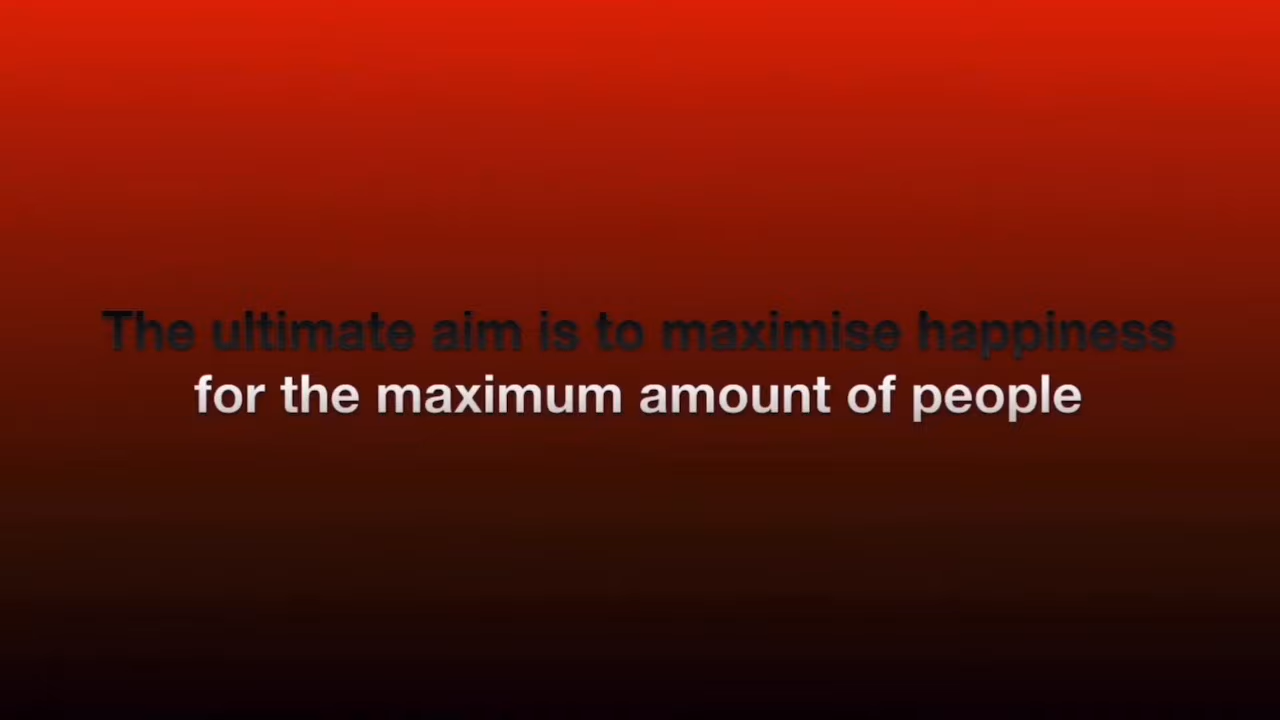 The ultimate aim is to maximise happiness
for the maximum amount of people